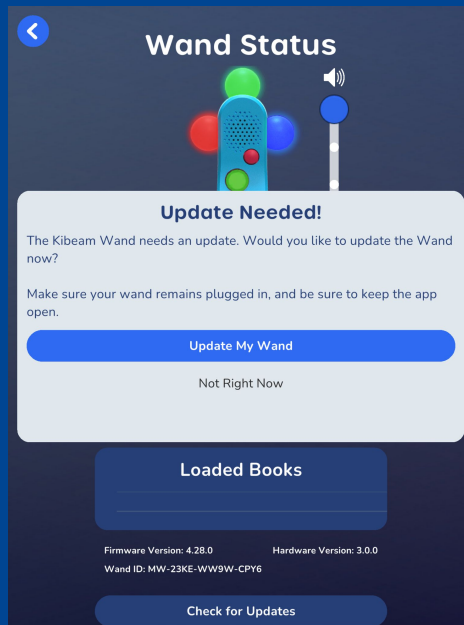 Wand Status
Update Needed!
The Kibeam Wand needs an update. Would you like to update the Wand
now?
Make sure your wand remains plugged in, and be sure to keep the app
open.
Update My Wand
Not Right Now
Loaded Books
Firmware Version: 4.28.0
Hardware Version: 3.0.0
Wand ID: MW-23KE-WW9W-CPY6
Check for Updates